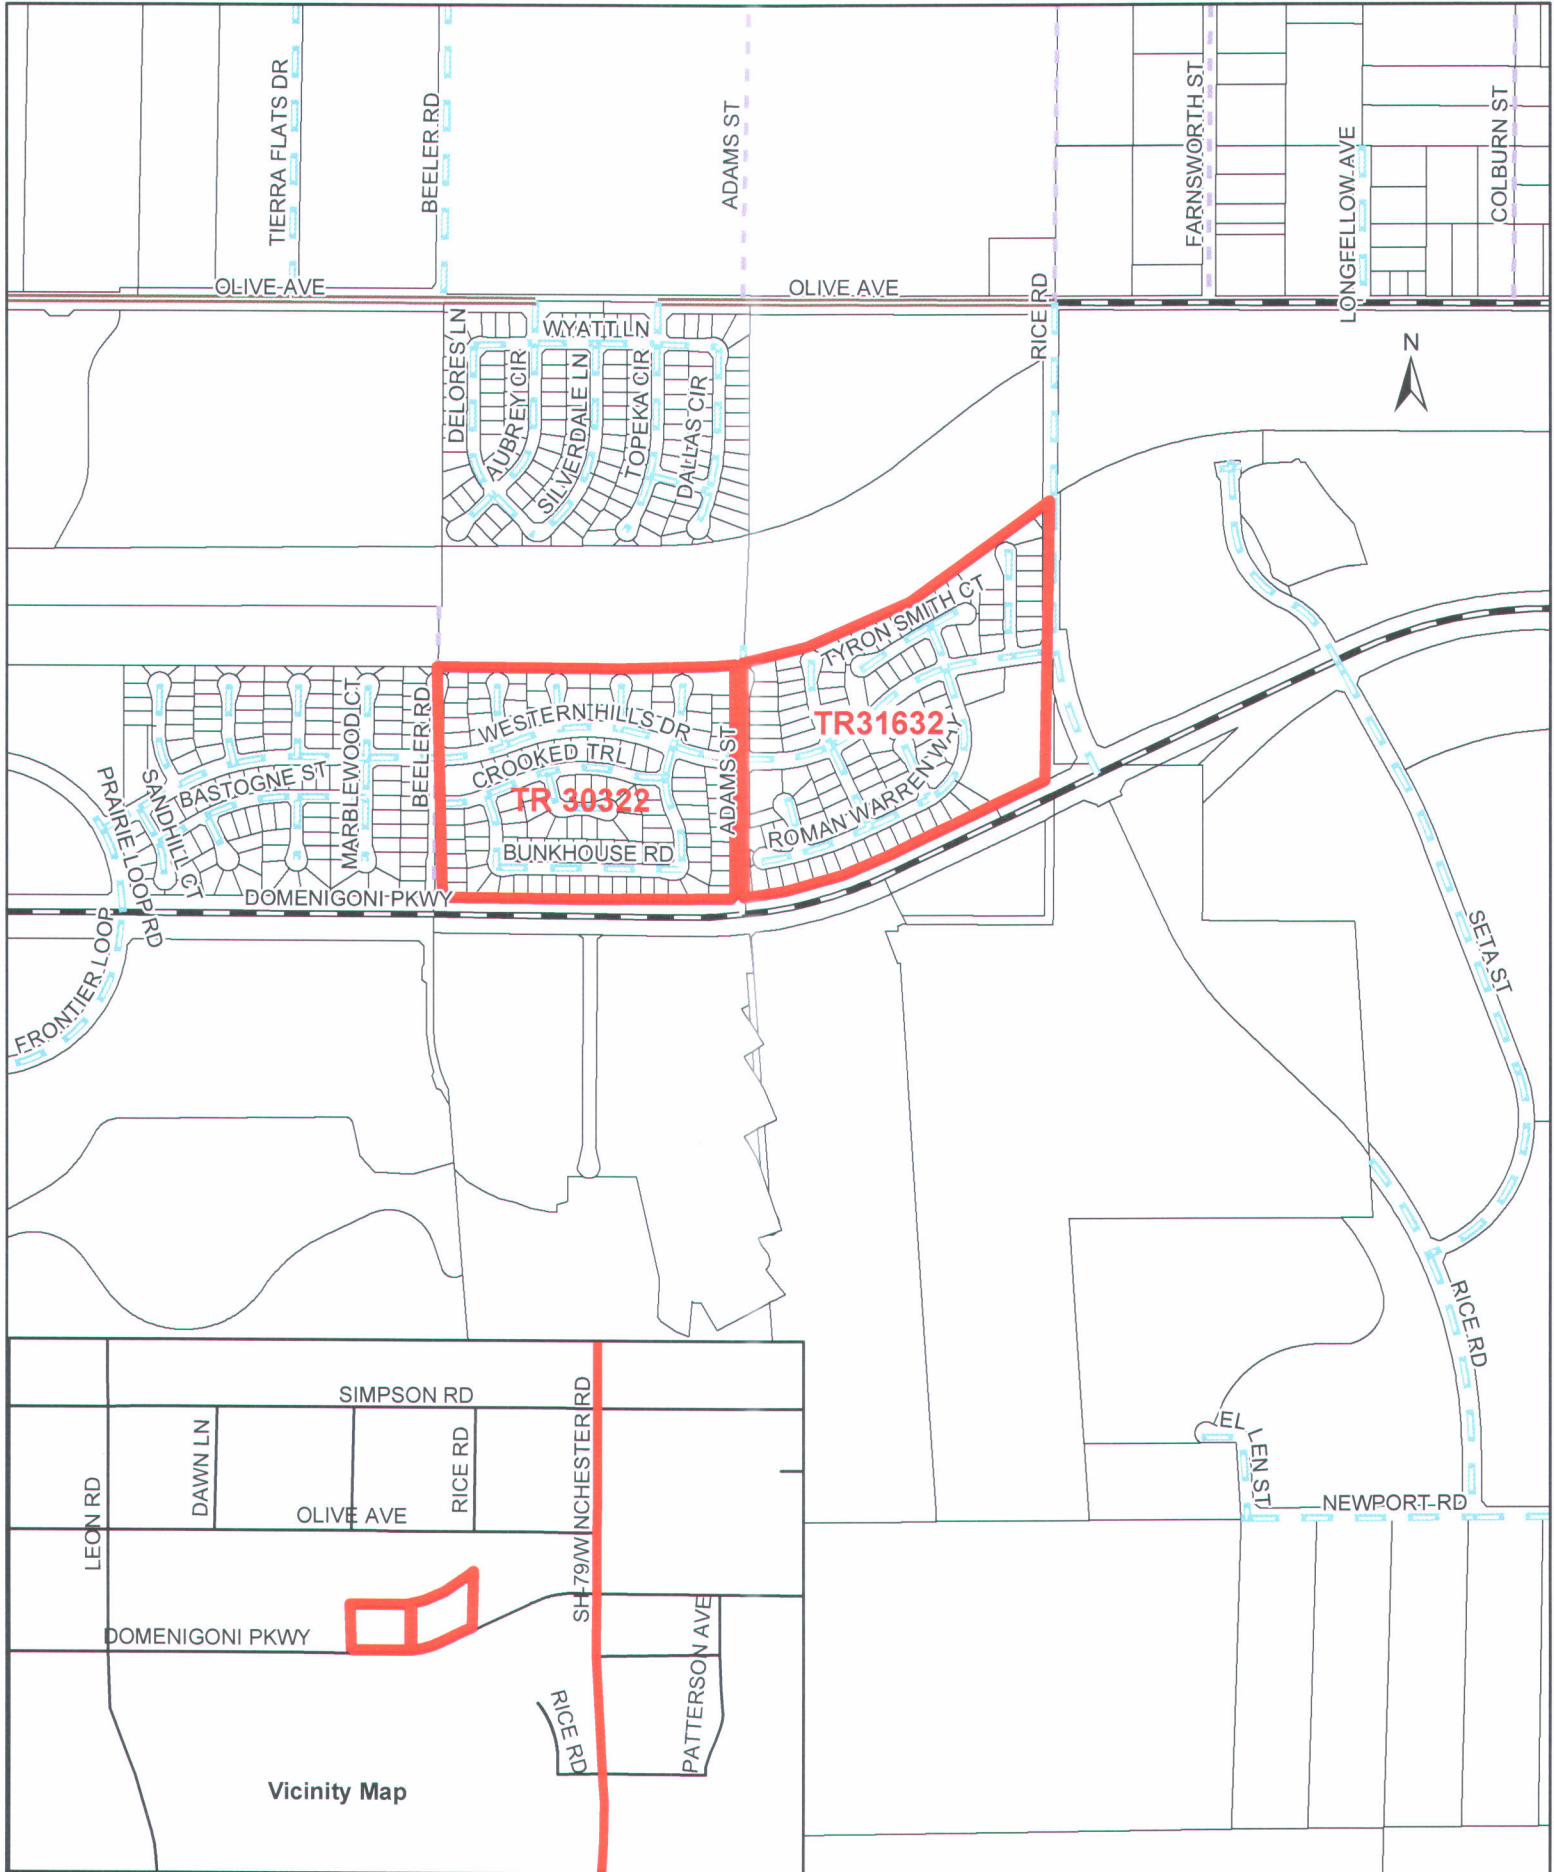 TIERRA FLATS DR
BEELER RD
ADAMS ST
FARNSWORTH ST
LONGFELLOW AVE
COLBURN ST
OLIVE AVE
OLIVE AVE
RICE RD
N
DELORES LN
WYATT LN
AUBREY CIR
SILVERDALE LN
TOPEKA CIR
DALLAS CIR
TYRON SMITH CT
TR31632
ROMAN WARREN WAY
WESTERN HILLS DR
CROOKED TRL
TR 30322
BUNKHOUSE RD
ADAMS ST
BEELER RD
MARBLEWOOD CT
BASTOGNE ST
SANDHILL CT
PRAIRIE LOOP RD
DOMENIGONI PKWY
FRONTIER LOOP
SETA ST
RICE RD
EL LEN ST
NEWPORT RD
SIMPSON RD
DAWN LN
RICE RD
SH-79/WINCHESTER RD
LEON RD
OLIVE AVE
DOMENIGONI PKWY
PATTERSON AVE
RICE RD
Vicinity Map